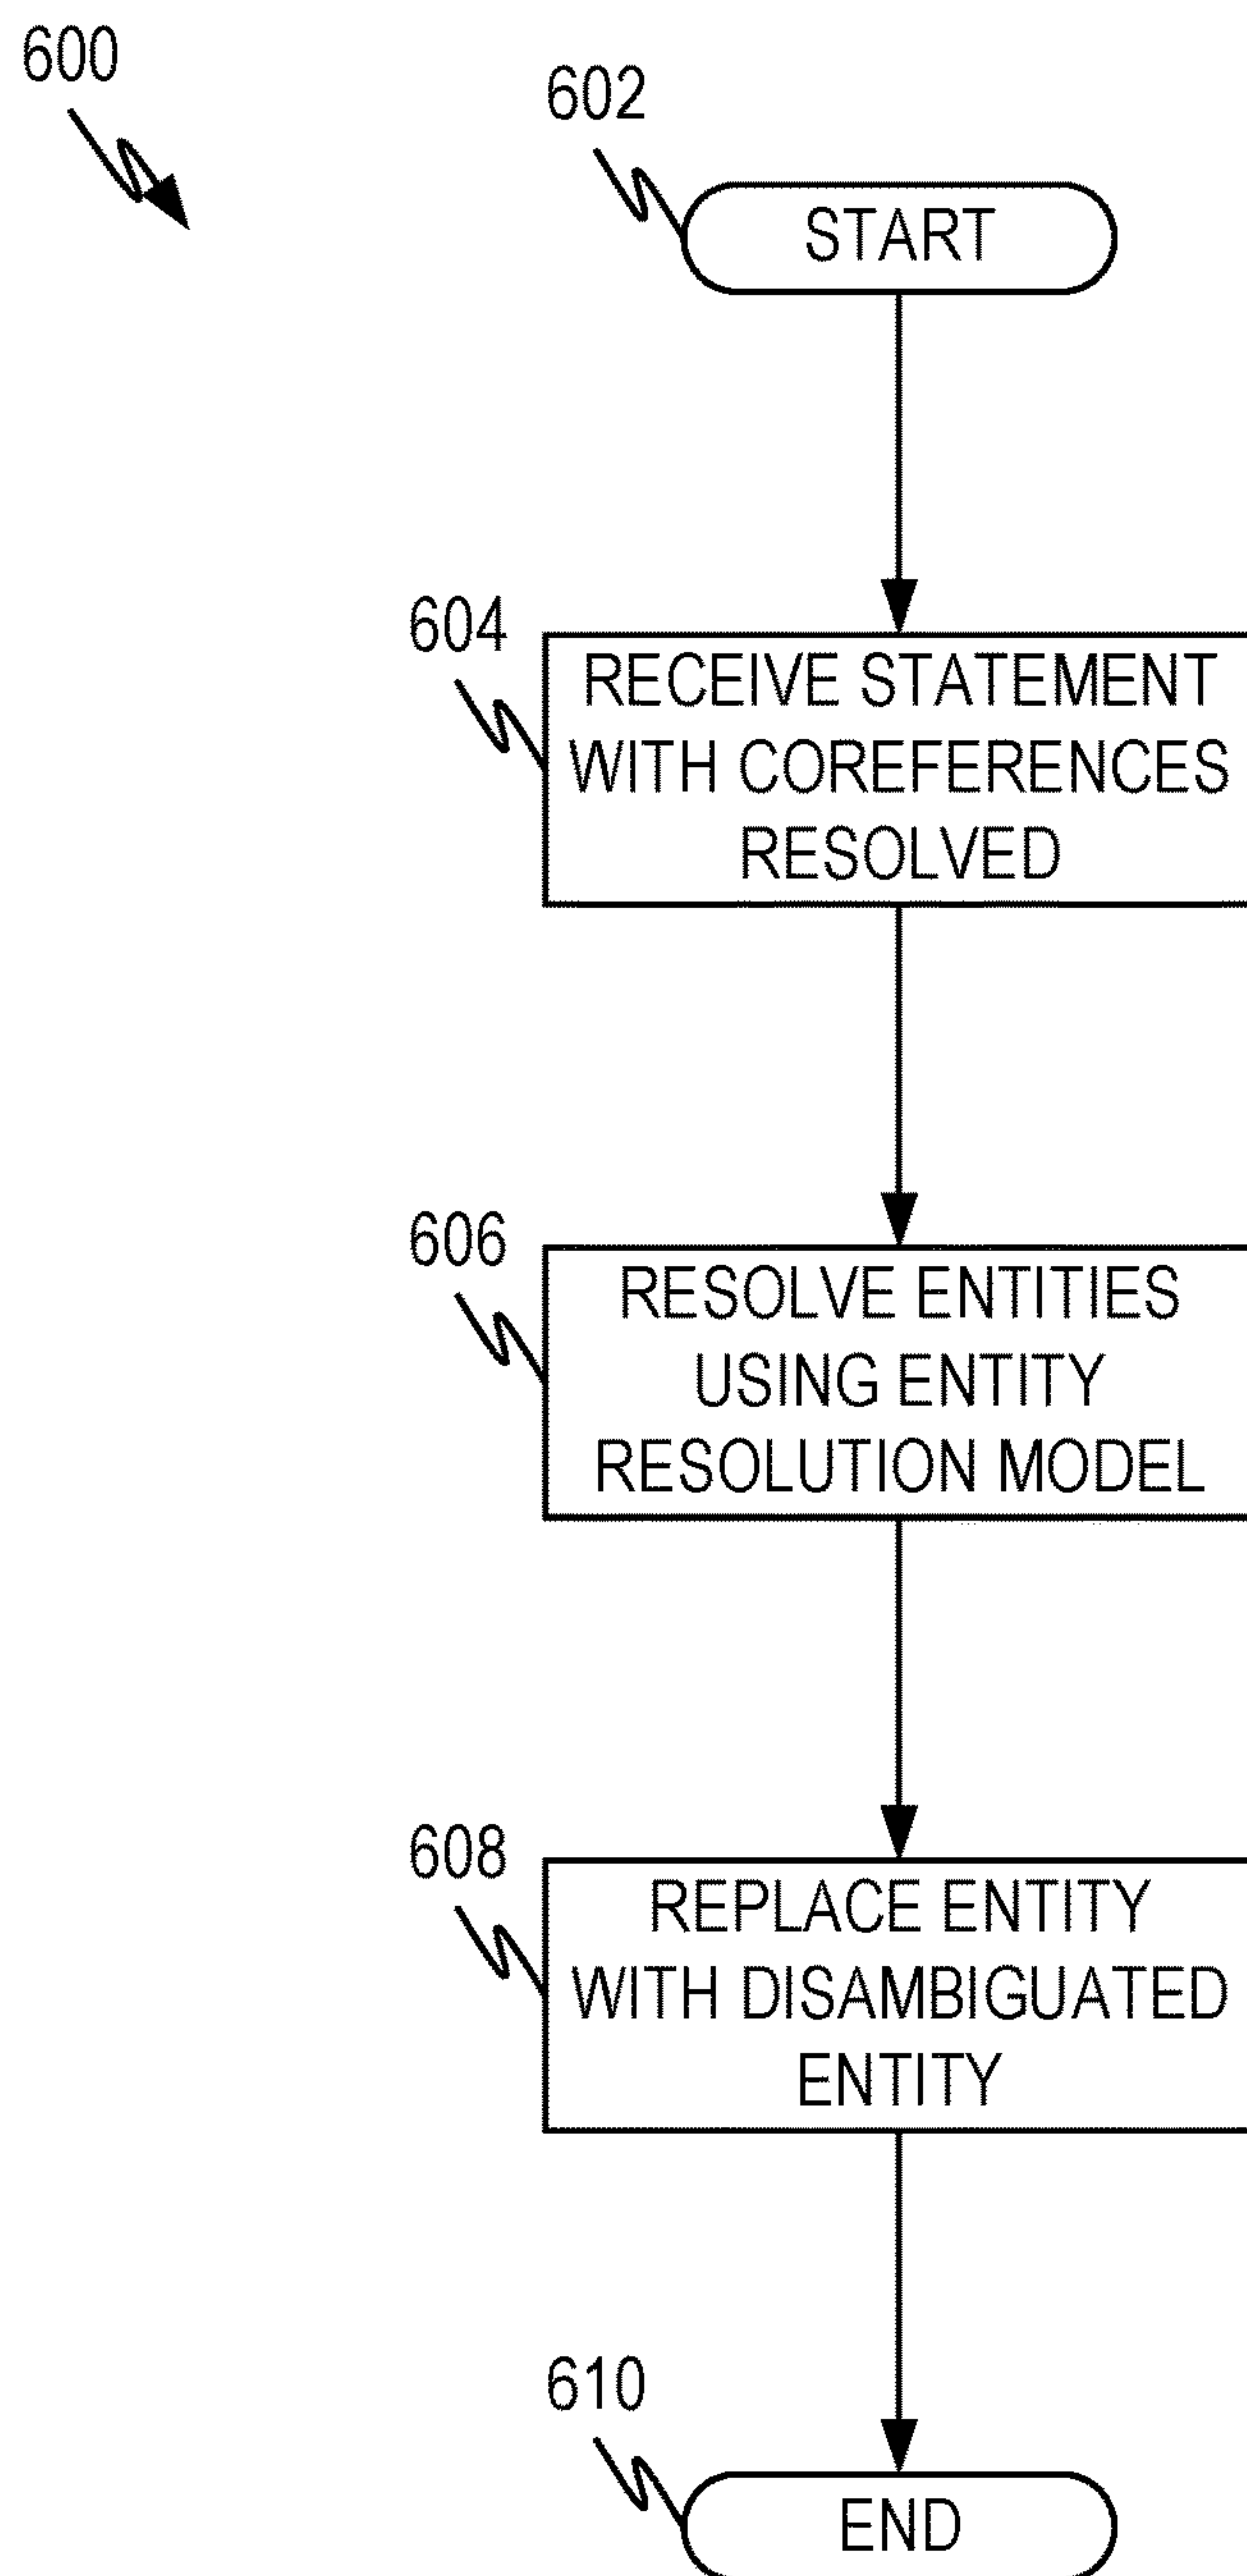 600
602
START
604
RECEIVE STATEMENT
WITH COREFERENCES
RESOLVED
606
RESOLVE ENTITIES
USING ENTITY
RESOLUTION MODEL
608
REPLACE ENTITY
WITH DISAMBIGUATED
ENTITY
610
END